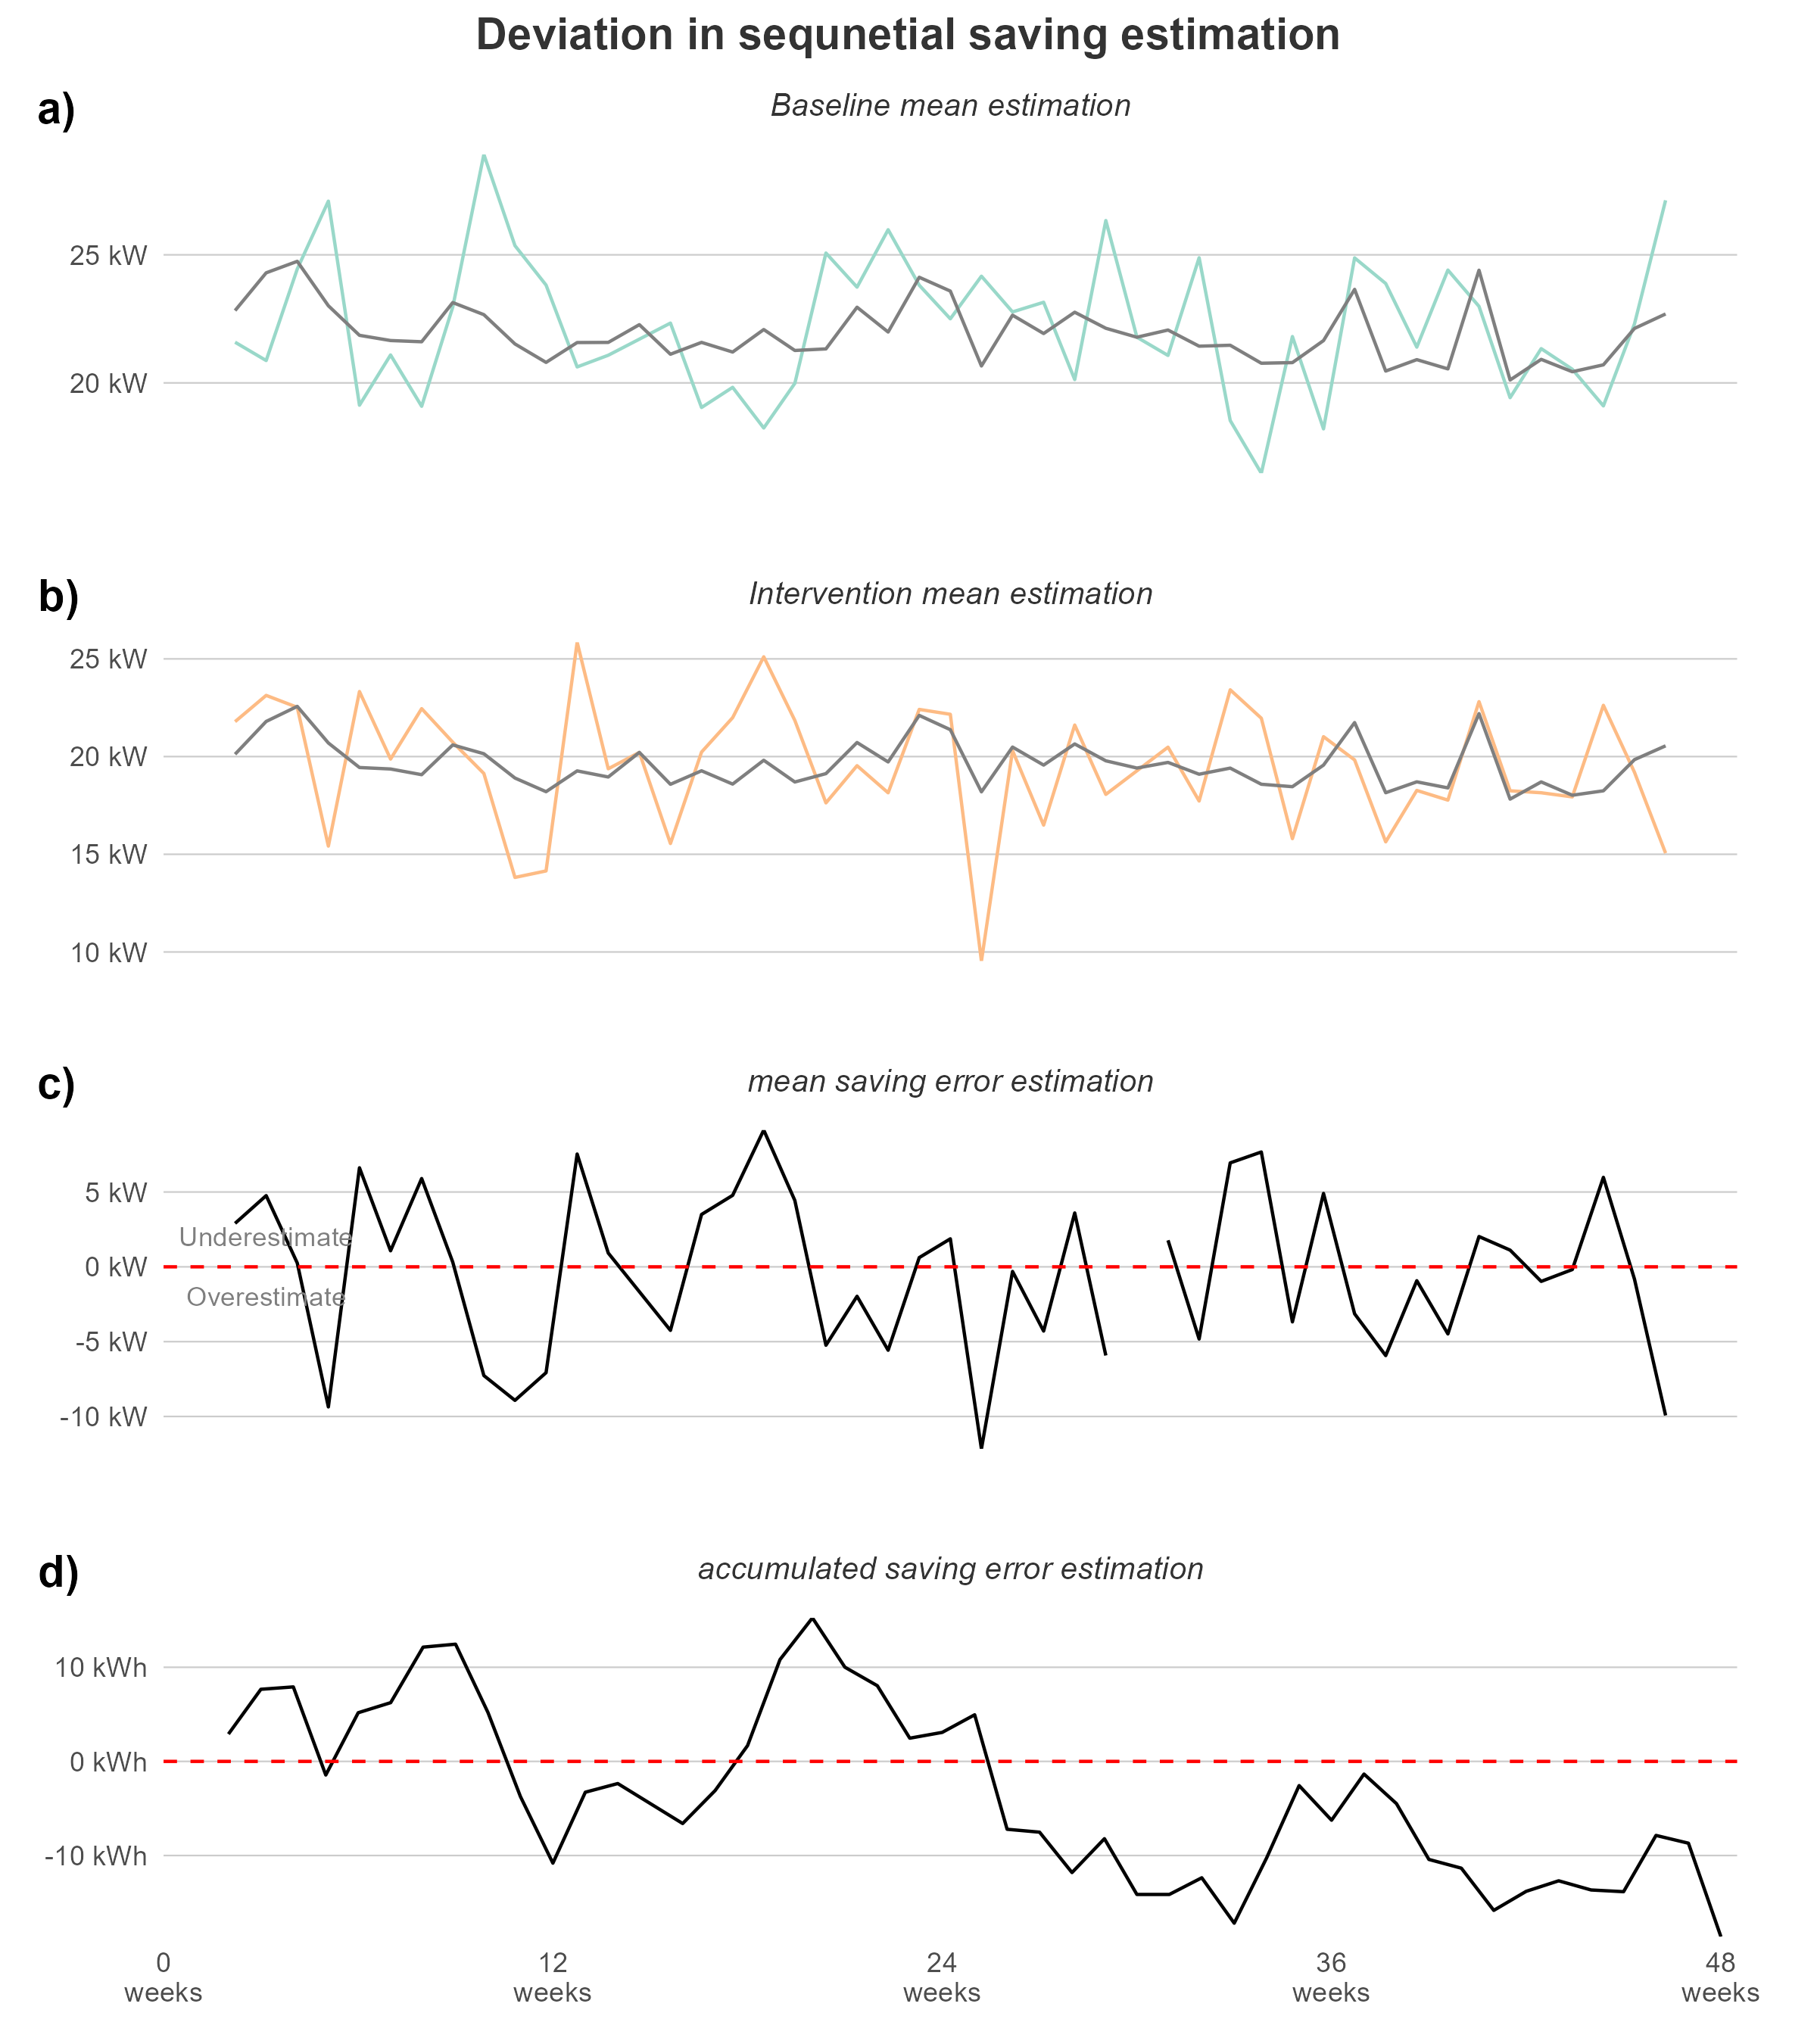 Deviation in sequnetial saving estimation
a)
Baseline mean estimation
25 kW
20 kW
b)
Intervention mean estimation
25 kW
20 kW
15 kW
10 kW
c)
mean saving error estimation
5 kW
Underestimate
0 kW
Overestimate
-5 kW
-10 kW
d)
accumulated saving error estimation
10 kWh
0 kWh
-10 kWh
0 12 24 36 48
weeks weeks weeks weeks weeks